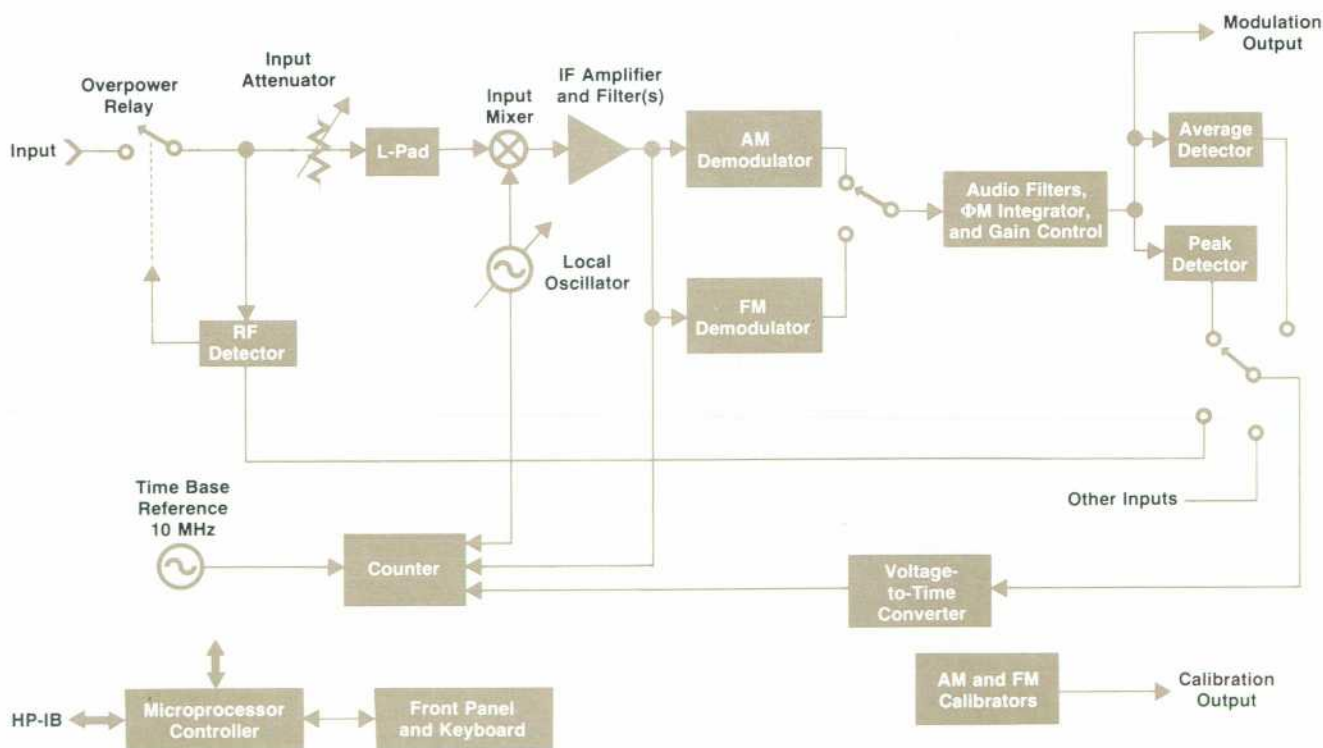 Modulation
Output
Input
Attenuator
IF Amplifier
and Filter(s)
Overpower
Relay
Input
Mixer
Input
L-Pad
AM
Demodulator
Average
Detector
Audio Filters,
ΦM Integrator,
and Gain Control
Peak
Detector
Local
Oscillator
FM
Demodulator
RF
Detector
Time Base
Reference
10 MHz
Other Inputs
Counter
Voltage-
to-Time
Converter
HP-IB
Microprocessor
Controller
Front Panel
and Keyboard
AM and FM
Calibrators
Calibration
Output